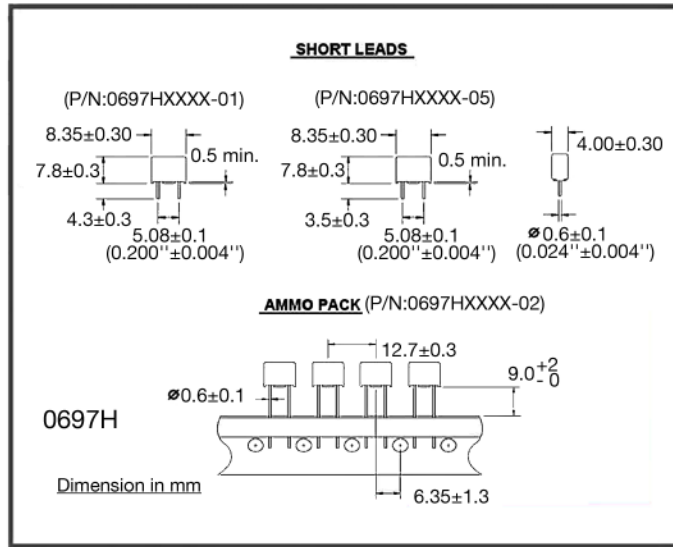 SHORT LEADS
(P/N:0697HXXXX-01)
(P/N:0697HXXXX-05)
8.35±0.30
8.35±0.30
4.00±0.30
7.8±0.3
0.5 min.
7.8±0.3
0.5 min.
4.3±0.3
3.5±0.3
5.08±0.1
(0.200''±0.004'')
5.08±0.1
(0.200''±0.004'')
ø0.6±0.1
(0.024''±0.004'')
AMMO PACK (P/N:0697HXXXX-02)
12.7±0.3
9.0+2 -0
ø0.6±0.1
0697H
Dimension in mm
6.35±1.3